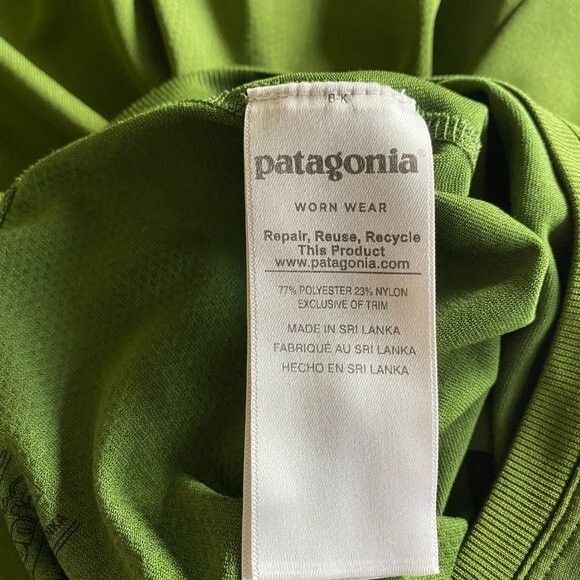 B-K
patagonia®
WORN WEAR
Repair, Reuse, Recycle
This Product
www.patagonia.com
77% POLYESTER 23% NYLON
EXCLUSIVE OF TRIM
MADE IN SRI LANKA
FABRIQUÉ AU SRI LANKA
HECHO EN SRI LANKA